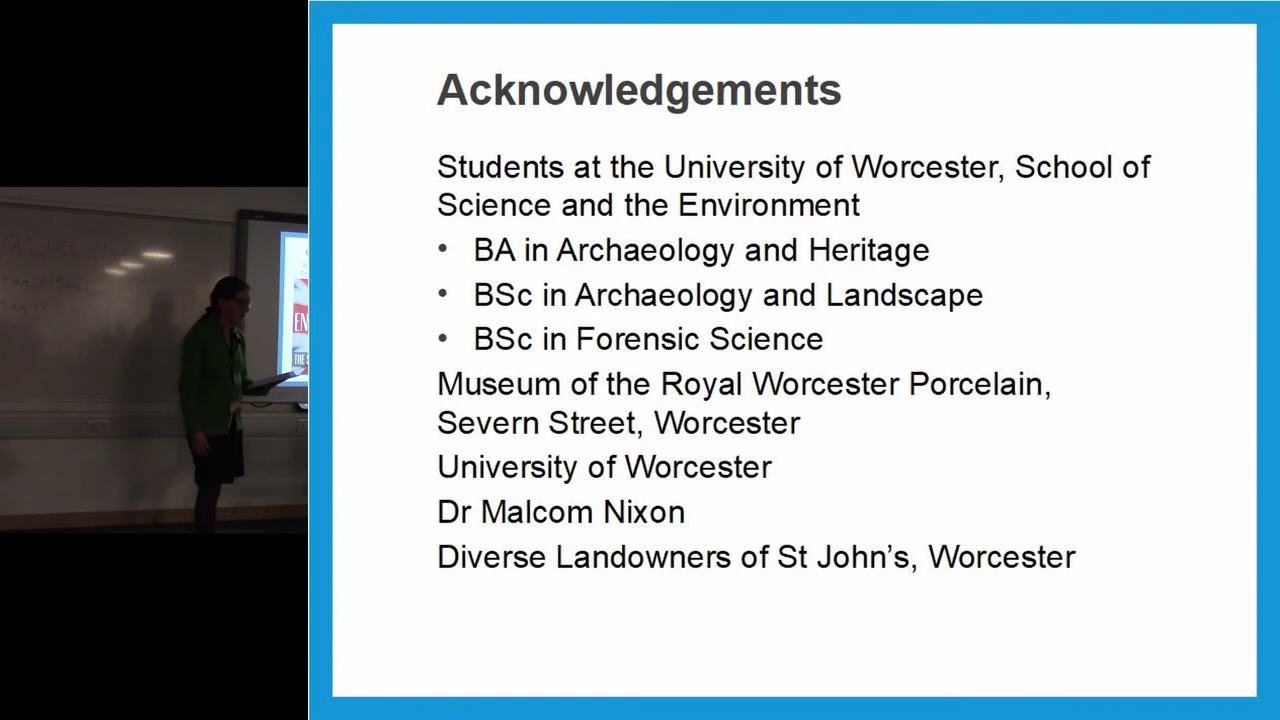 Acknowledgements
Students at the University of Worcester, School of
Science and the Environment
• BA in Archaeology and Heritage
• BSc in Archaeology and Landscape
• BSc in Forensic Science
Museum of the Royal Worcester Porcelain,
Severn Street, Worcester
University of Worcester
Dr Malcom Nixon
Diverse Landowners of St John’s, Worcester
EN
THE S